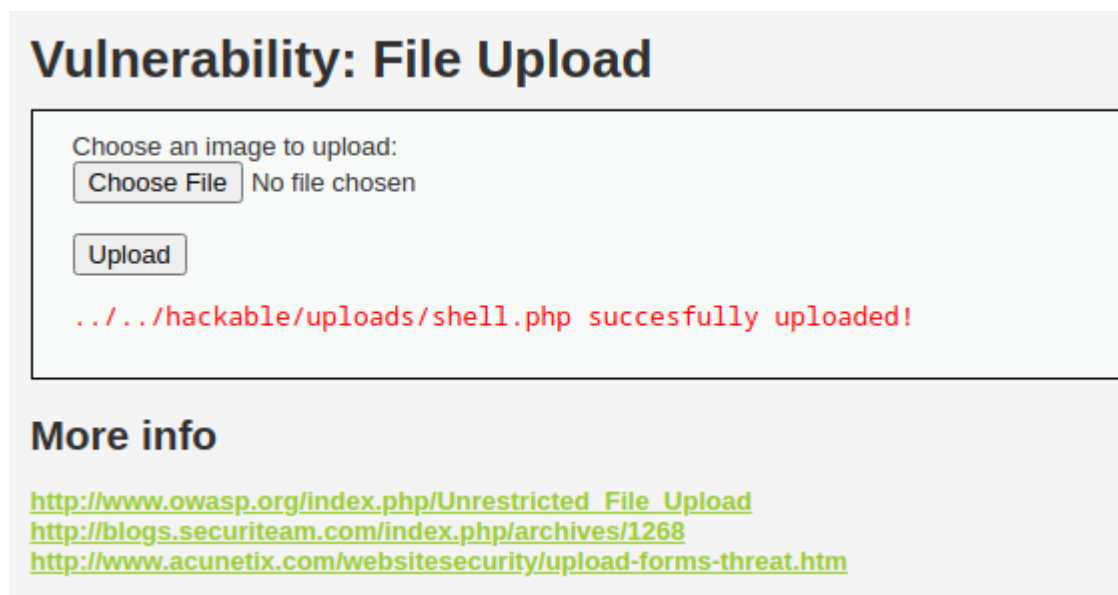 Vulnerability: File Upload
Choose an image to upload:
Choose File No file chosen
Upload
../../hackable/uploads/shell.php succesfully uploaded!
More info
http://www.owasp.org/index.php/Unrestricted_File_Upload
http://blogs.securiteam.com/index.php/archives/1268
http://www.acunetix.com/websitesecurity/upload-forms-threat.htm